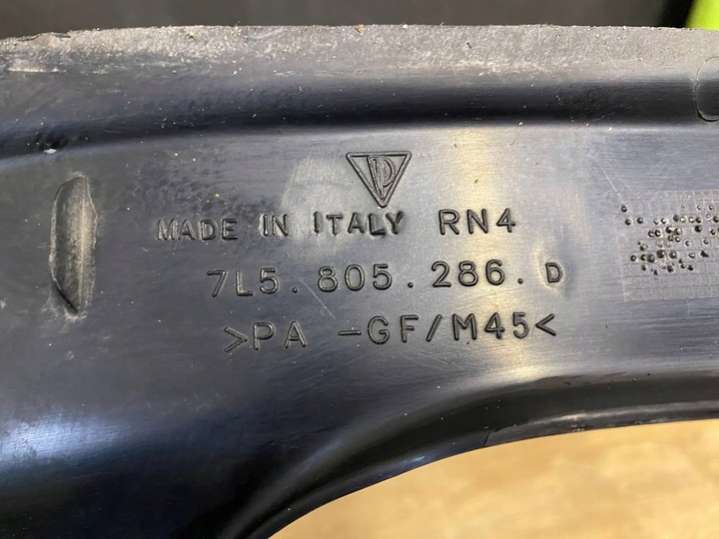 MADE IN ITALY RN4
7L5.805.286.D
>PA -GF/M45<